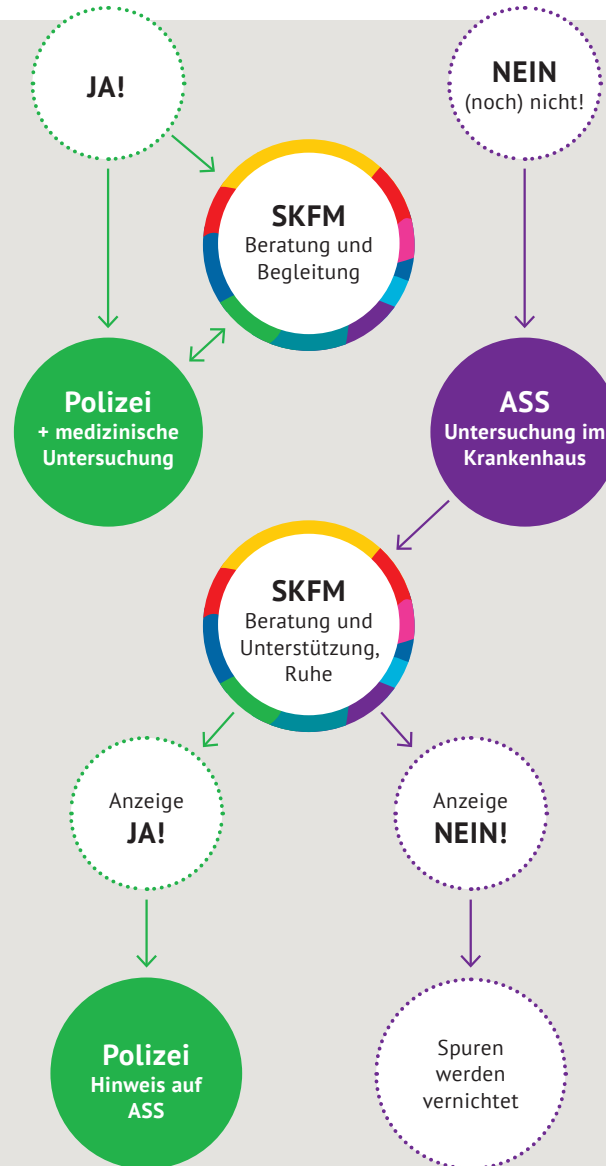 JA!
NEIN
(noch) nicht!
SKFM
Beratung und
Begleitung
Polizei
+ medizinische
Untersuchung
ASS
Untersuchung im
Krankenhaus
SKFM
Beratung und
Unterstützung,
Ruhe
Anzeige
JA!
Anzeige
NEIN!
Polizei
Hinweis auf
ASS
Spuren
werden
vernichtet